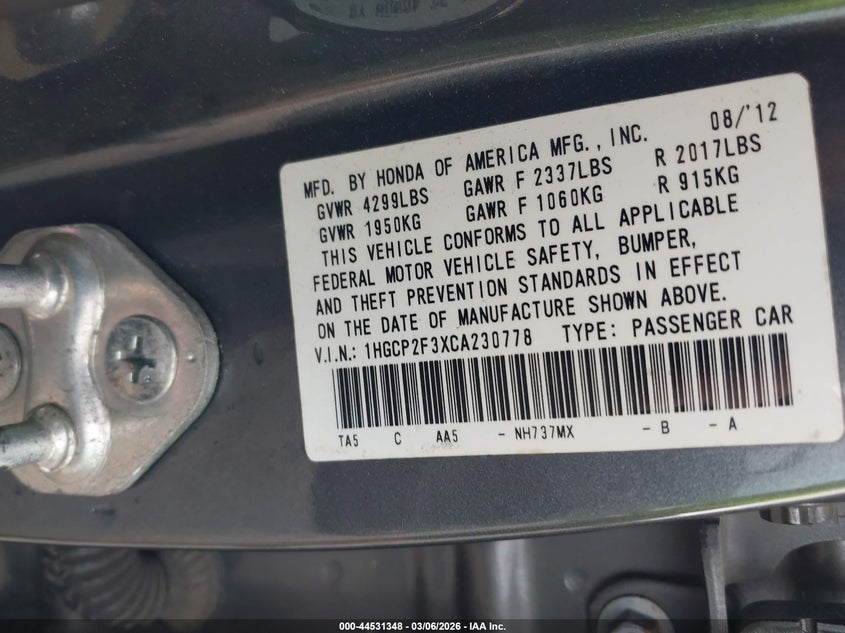 08/'12
MFD. BY HONDA OF AMERICA MFG., INC.
GVWR 4299LBS GAWR F 2337LBS R 2017LBS
GVWR 1950KG GAWR F 1060KG R 915KG
THIS VEHICLE CONFORMS TO ALL APPLICABLE
FEDERAL MOTOR VEHICLE SAFETY, BUMPER,
AND THEFT PREVENTION STANDARDS IN EFFECT
ON THE DATE OF MANUFACTURE SHOWN ABOVE.
V.I.N.: 1HGCP2F3XCA230778 TYPE: PASSENGER CAR
TA5 C AA5 - NH737MX - B - A
000-44531348 - 03/06/2026 - IAA Inc.